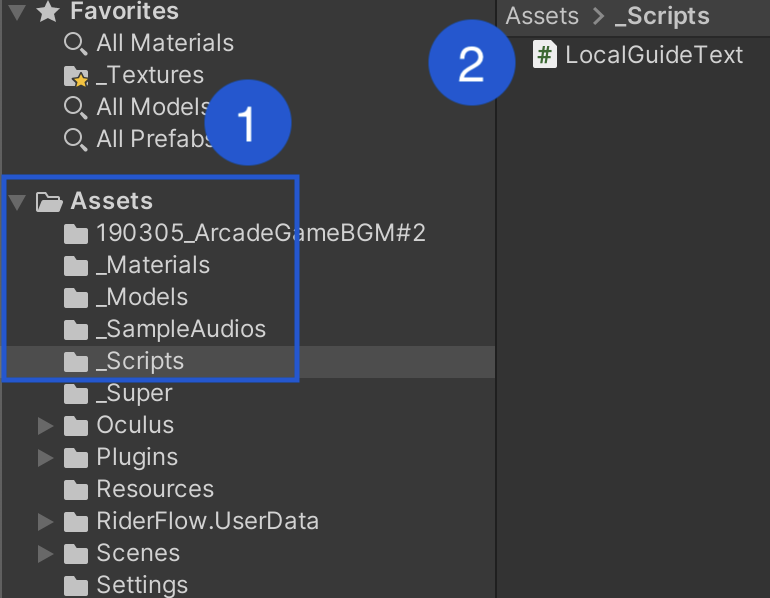 Favorites
All Materials
_Textures
All Models
All Prefabs
1
Assets
190305_ArcadeGameBGM#2
_Materials
_Models
_SampleAudios
_Scripts
_Super
Oculus
Plugins
Resources
RiderFlow.UserData
Scenes
Settings
Assets > _Scripts
2
# LocalGuideText